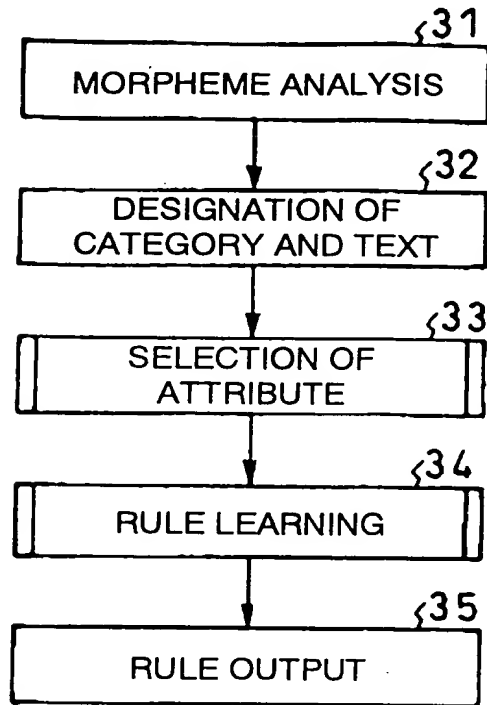 31
MORPHEME ANALYSIS
32
DESIGNATION OF
CATEGORY AND TEXT
33
SELECTION OF
ATTRIBUTE
34
RULE LEARNING
35
RULE OUTPUT